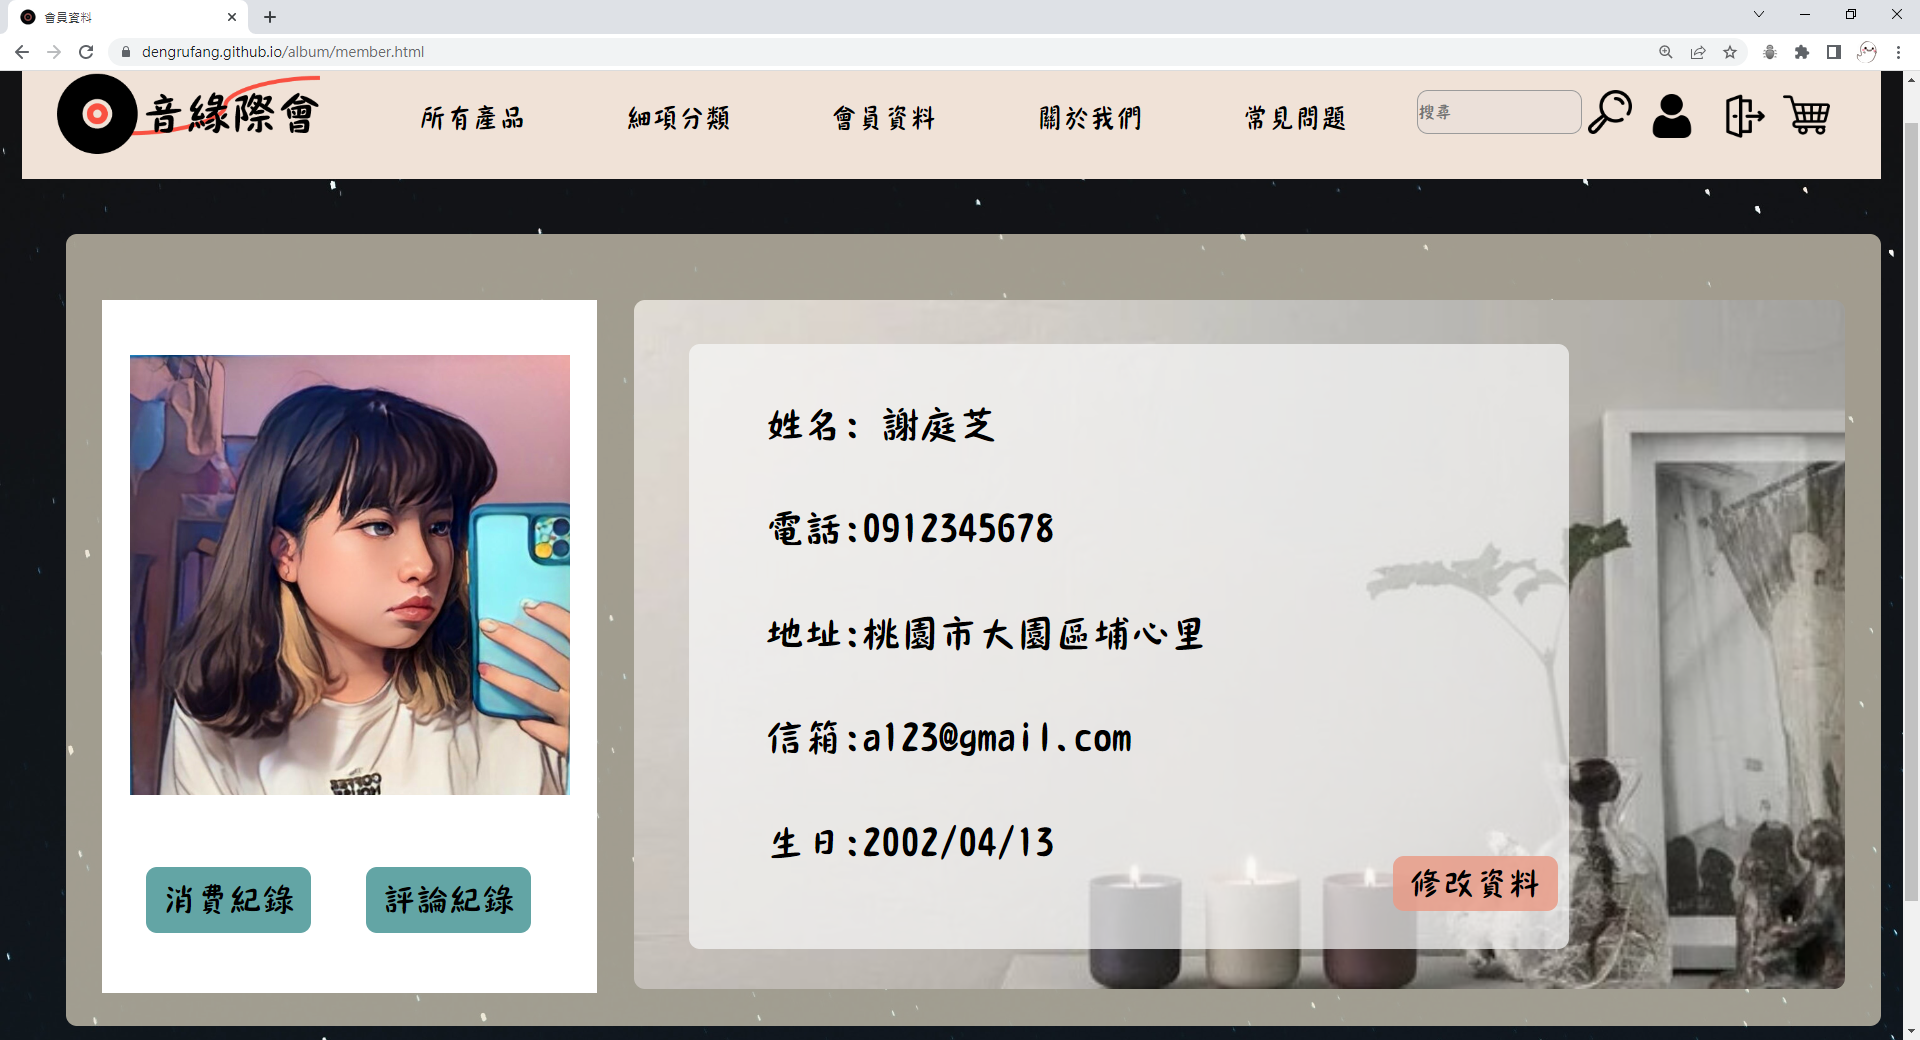 會員資料
dengrufang.github.io/album/member.html
音緣際會
所有產品
細項分類
會員資料
關於我們
常見問題
搜尋
姓名: 謝庭芝
電話:0912345678
地址:桃園市大園區埔心里
信箱:a123@gmail.com
生日:2002/04/13
修改資料
消費紀錄
評論紀錄